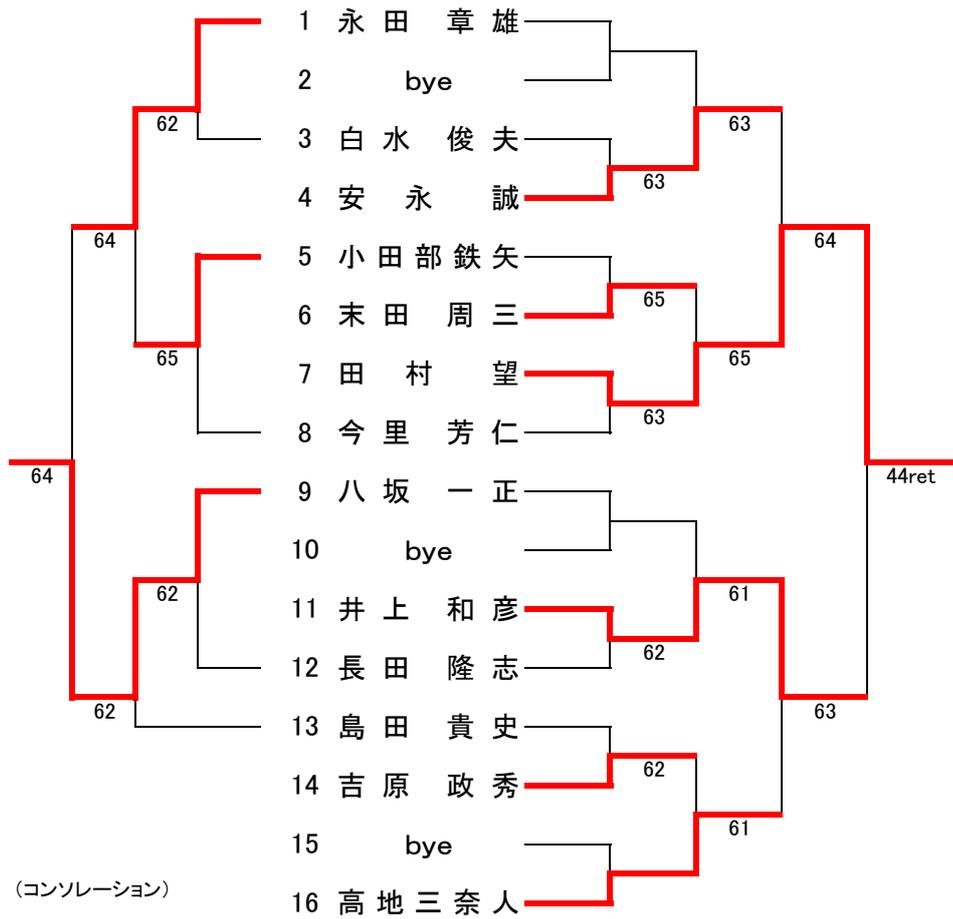 1 永田 章雄
2 bye
62 63
3 白水 俊夫
63
4 安永 誠
64 64
5 小田部鉄矢
65
6 末田 周三
65 65
7 田村 望
63
8 今里 芳仁
64 44ret
9 八坂 一正
10 bye
62 61
11 井上 和彦
62
12 長田 隆志
62 63
13 島田 貴史
62
14 吉原 政秀
61
15 bye
(コンソレーション)
16 高地三奈人